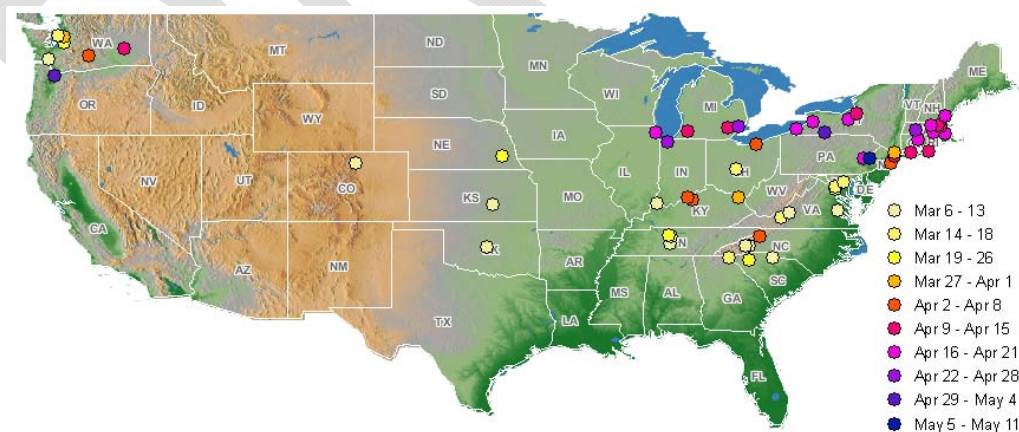 WA
MT
ND
MN
ME
VT
NH
OR
ID
SD
WI
MI
WY
IA
NE
PA
NV
UT
CO
IL
IN
WV
DE
KS
MO
KY
VA
CA
NC
AZ
NM
AR
SC
MS
AL
GA
TX
LA
FL
Mar 6 - 13
Mar 14 - 18
Mar 19 - 26
Mar 27 - Apr 1
Apr 2 - Apr 8
Apr 9 - Apr 15
Apr 16 - Apr 21
Apr 22 - Apr 28
Apr 29 - May 4
May 5 - May 11